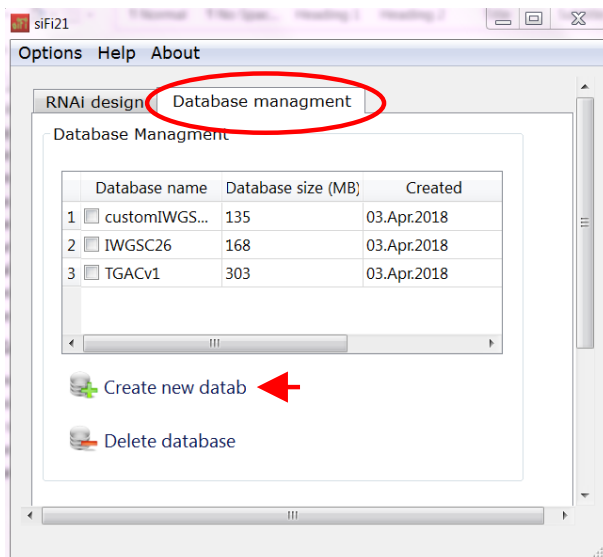 siFi21
Options Help About
RNAi design Database managment
Database Managment
Database name Database size (MB) Created
1 customIWGS... 135 03.Apr.2018
2 IWGSC26 168 03.Apr.2018
3 TGACv1 303 03.Apr.2018
Create new datab
Delete database